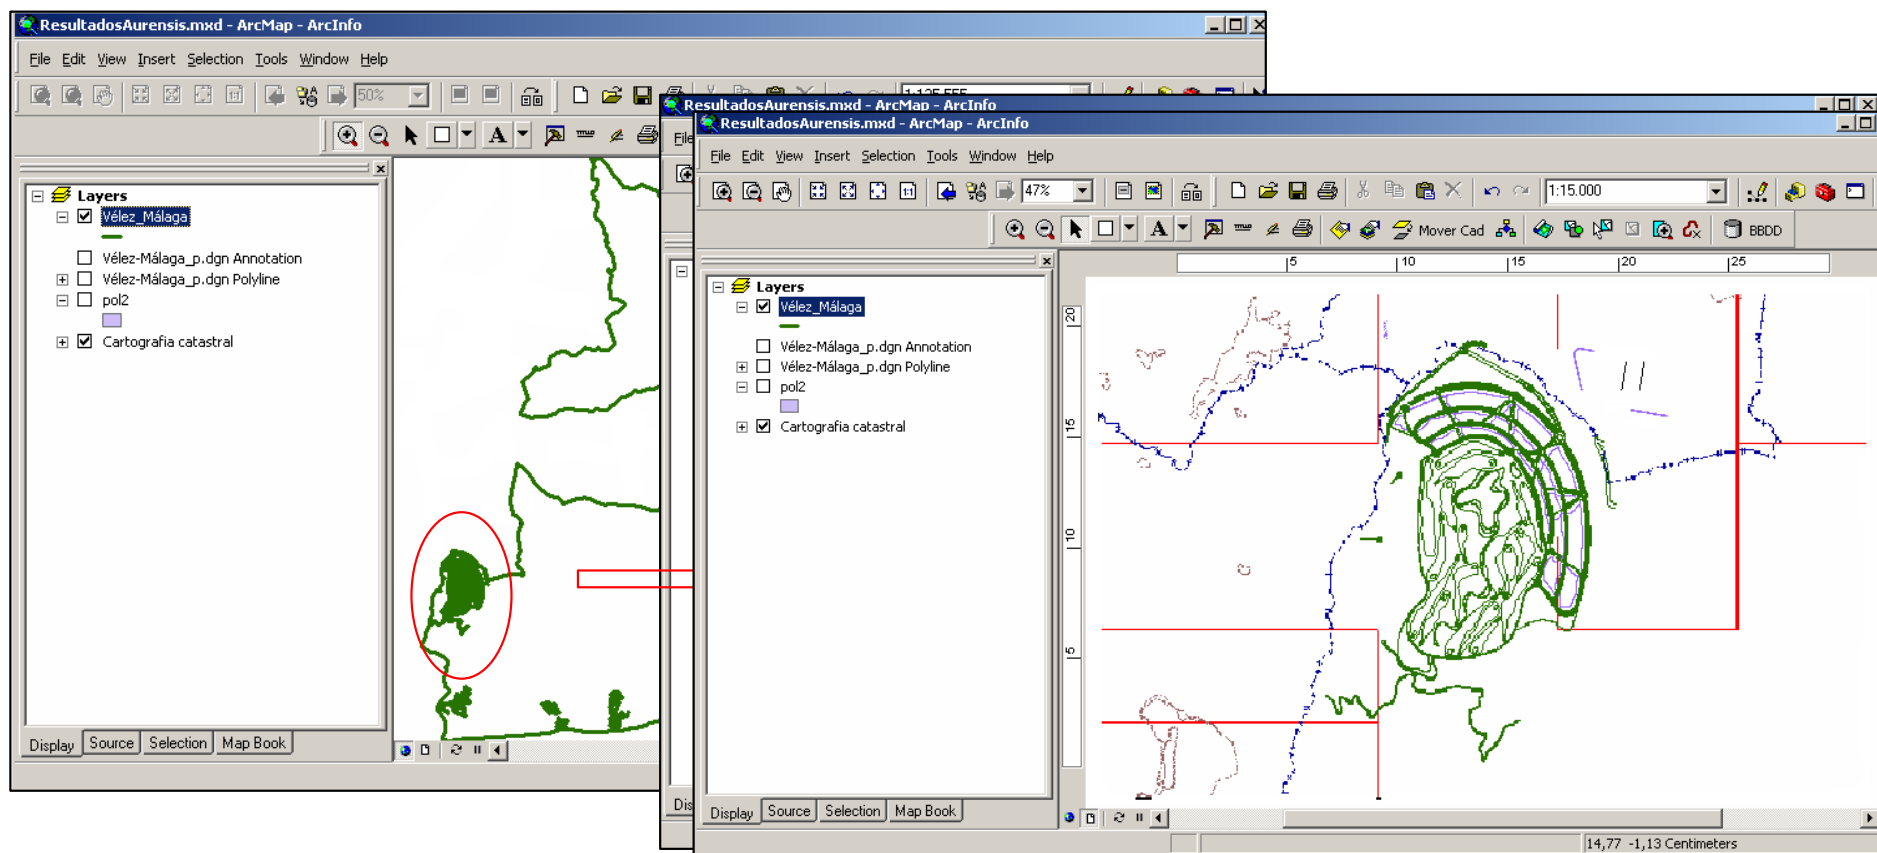 ResultadosAurensis.mxd - ArcMap - ArcInfo
File Edit View Insert Selection Tools Window Help
50%
Layers
Vélez_Málaga
Vélez-Málaga_p.dgn Annotation
Vélez-Málaga_p.dgn Polyline
pol2
Cartografia catastral
Display Source Selection Map Book
ResultadosAurensis.mxd - ArcMap - ArcInfo
ResultadosAurensis.mxd - ArcMap - ArcInfo
File Edit View Insert Selection Tools Window Help
47% 1:15.000
A Mover Cad BBDD
Layers
Vélez_Málaga
Vélez-Málaga_p.dgn Annotation
Vélez-Málaga_p.dgn Polyline
pol2
Cartografia catastral
Display Source Selection Map Book
5 10 15 20 25
20
15
10
5
14,77 -1,13 Centimeters